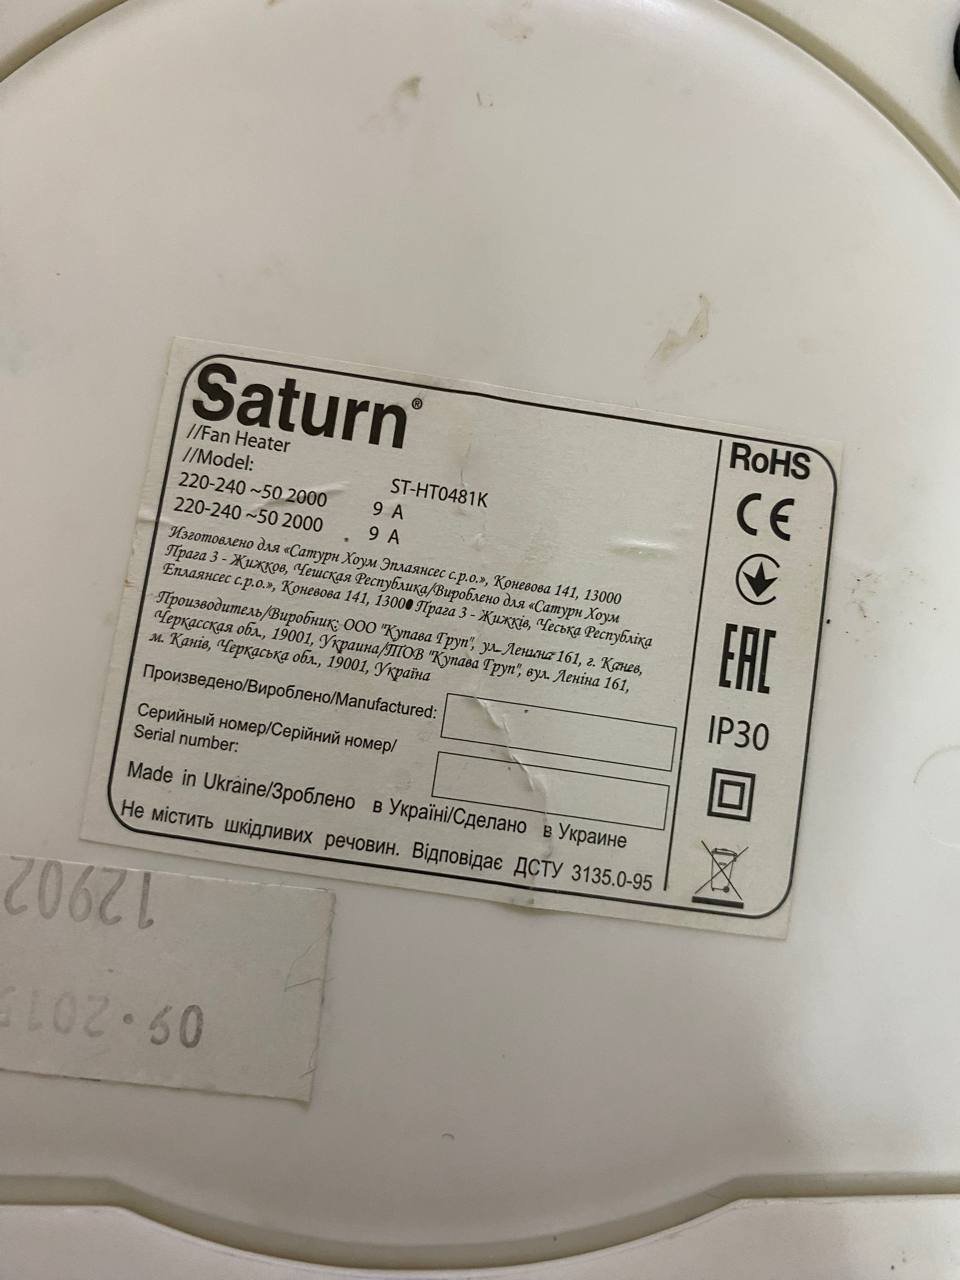 Saturn®
//Fan Heater
//Model: ST-HT0481K
220-240 ~50 2000 9 A
220-240 ~50 2000 9 A
Изготовлено для «Сатурн Хоум Эплаянсес с.р.о.», Коневова 141, 13000
Прага 3 - Жижков, Чешская Республика/Вироблено для «Сатурн Хоум
Еплаянсес с.р.о.», Коневова 141, 13000 Прага 3 - Жижків, Чеська Республіка
Производитель/Виробник: ООО "Купава Груп", ул. Ленина 161, г. Канев,
Черкасская обл., 19001, Украина/ТОВ "Купава Груп", вул. Леніна 161,
м. Канів, Черкаська обл., 19001, Україна
Произведено/Вироблено/Manufactured:
Серийный номер/Серійний номер/
Serial number:
Made in Ukraine/Зроблено в Україні/Сделано в Украине
Не містить шкідливих речовин. Відповідає ДСТУ 3135.0-95
RoHS
CE
EAC
IP30
12902